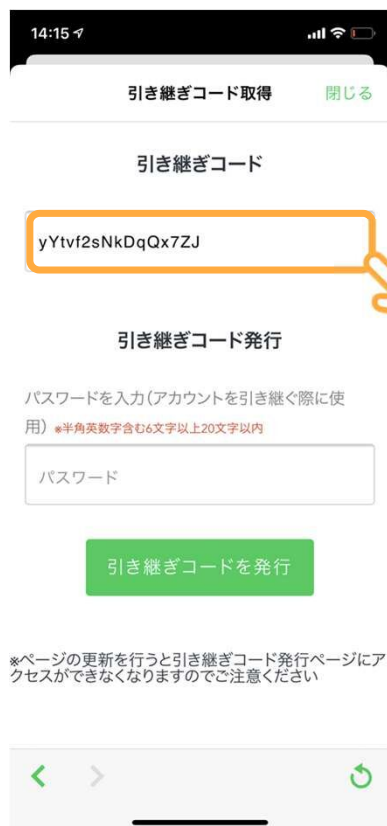 14:15
引き継ぎコード取得 閉じる
引き継ぎコード
yYtvf2sNkDqQx7ZJ
引き継ぎコード発行
パスワードを入力(アカウントを引き継ぐ際に使
用) ※半角英数字含む6文字以上20文字以内
パスワード
引き継ぎコードを発行
※ページの更新を行うと引き継ぎコード発行ページにア
クセスができなくなりますのでご注意ください